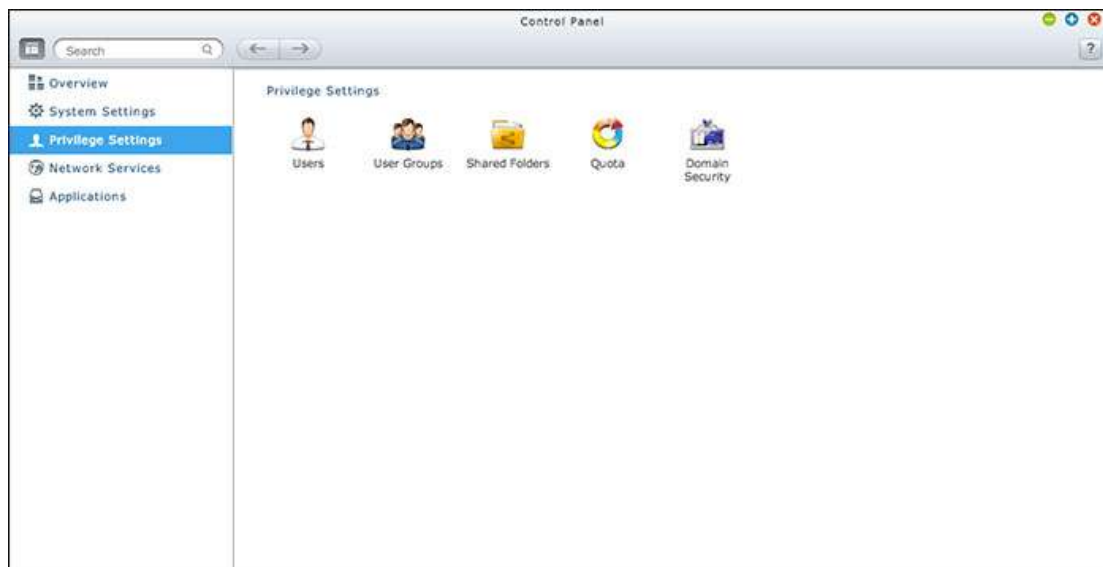 Control Panel
Search
?
Overview
System Settings
Privilege Settings
Network Services
Applications
Privilege Settings
Users
User Groups
Shared Folders
Quota
Domain
Security